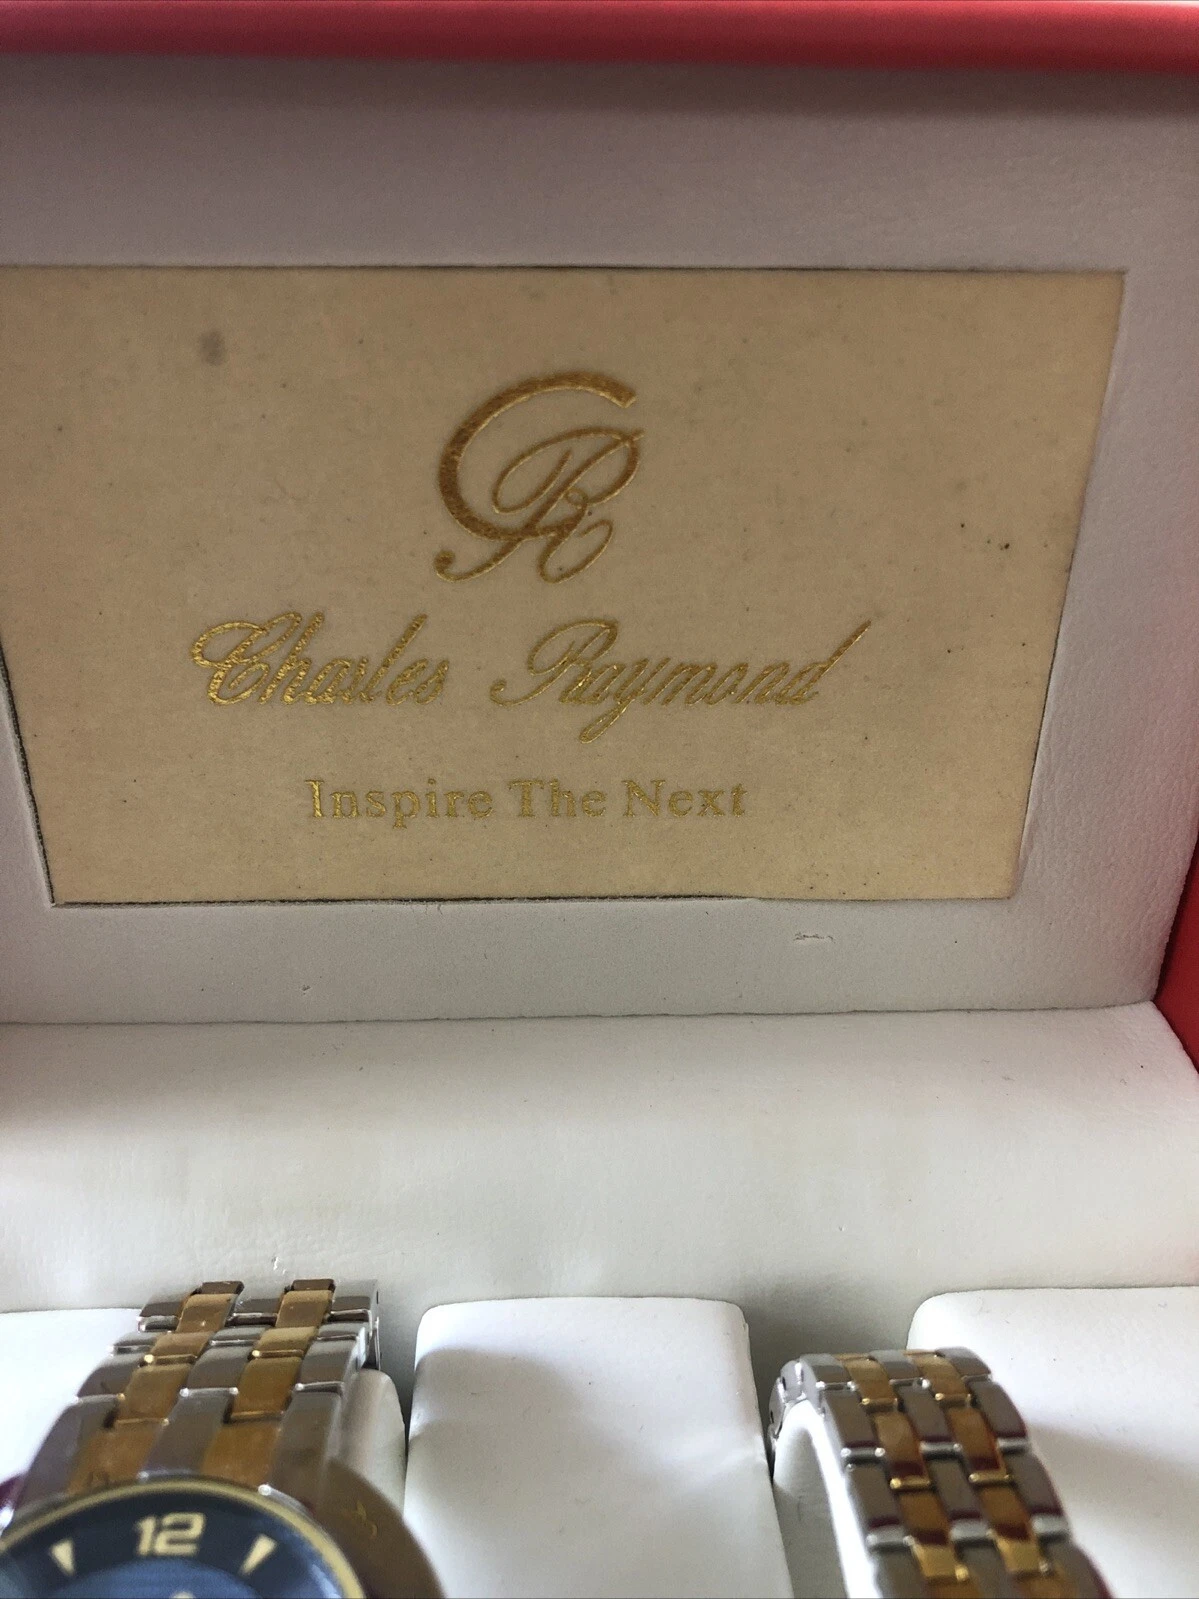 CR
Charles Raymond
Inspire The Next
12